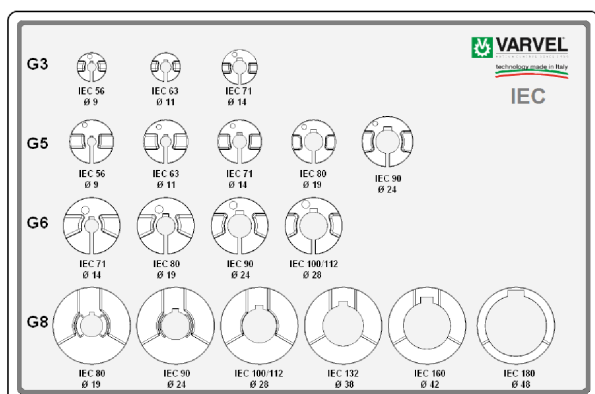 VARVEL
technology made in Italy
IEC
G3
IEC 56 IEC 63 IEC 71
Ø 9 Ø 11 Ø 14
G5
IEC 56 IEC 63 IEC 71 IEC 80 IEC 90
Ø 9 Ø 11 Ø 14 Ø 19 Ø 24
G6
IEC 71 IEC 80 IEC 90 IEC 100/112
Ø 14 Ø 19 Ø 24 Ø 28
G8
IEC 80 IEC 90 IEC 100/112 IEC 132 IEC 160 IEC 180
Ø 19 Ø 24 Ø 28 Ø 38 Ø 42 Ø 48